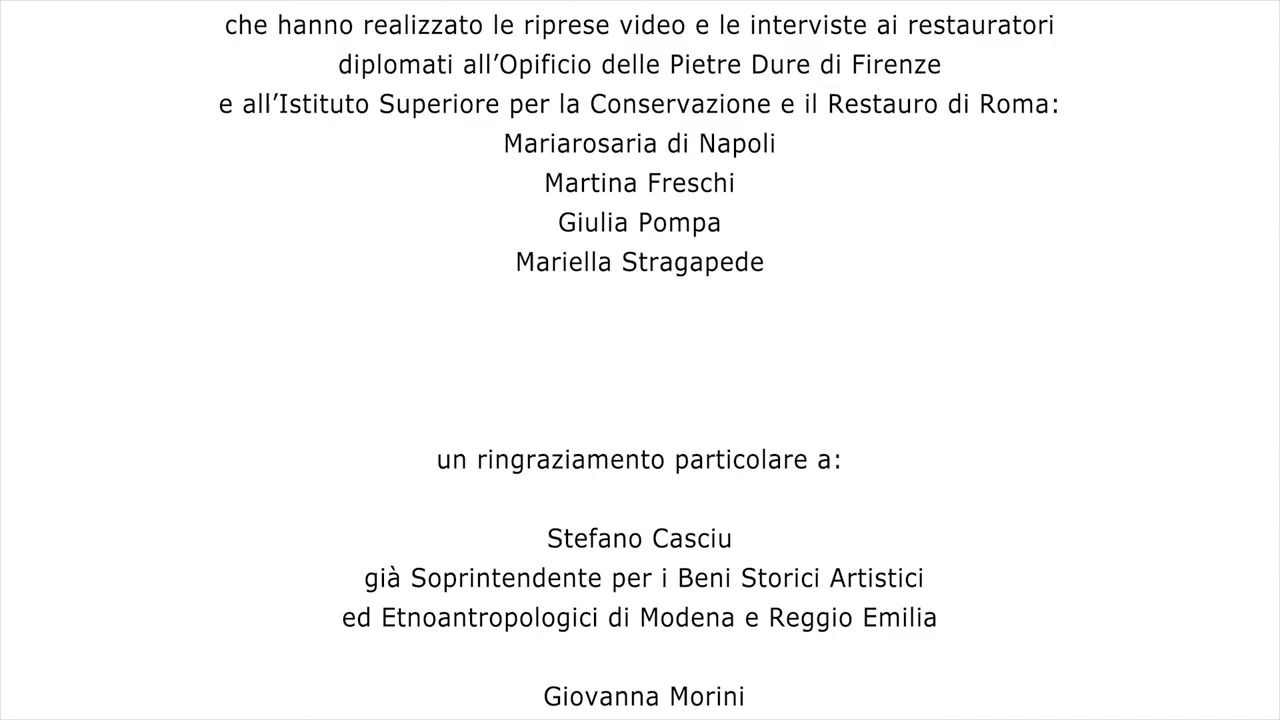 che hanno realizzato le riprese video e le interviste ai restauratori
diplomati all’Opificio delle Pietre Dure di Firenze
e all’Istituto Superiore per la Conservazione e il Restauro di Roma:
Mariarosaria di Napoli
Martina Freschi
Giulia Pompa
Mariella Stragapede
un ringraziamento particolare a:
Stefano Casciu
già Soprintendente per i Beni Storici Artistici
ed Etnoantropologici di Modena e Reggio Emilia
Giovanna Morini